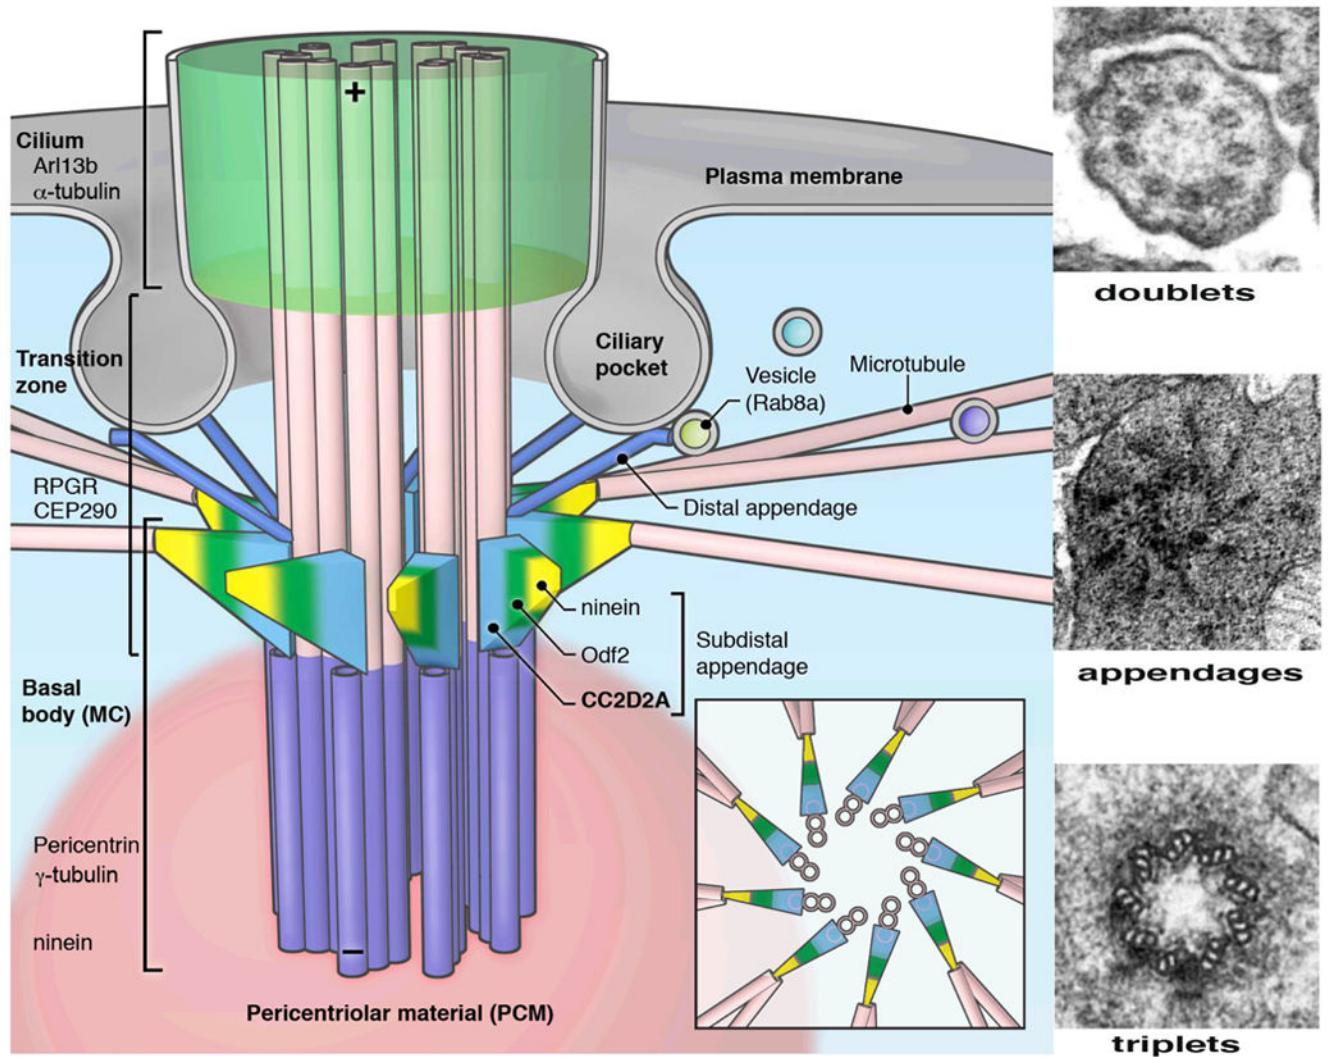 +
Cilium
Arl13b
α-tubulin
Plasma membrane
doublets
Transition
zone
Ciliary
pocket
Vesicle
(Rab8a)
Microtubule
RPGR
CEP290
Distal appendage
ninein
Odf2
CC2D2A
Subdistal
appendage
appendages
Basal
body (MC)
Pericentrin
γ-tubulin
ninein
−
Pericentriolar material (PCM)
triplets